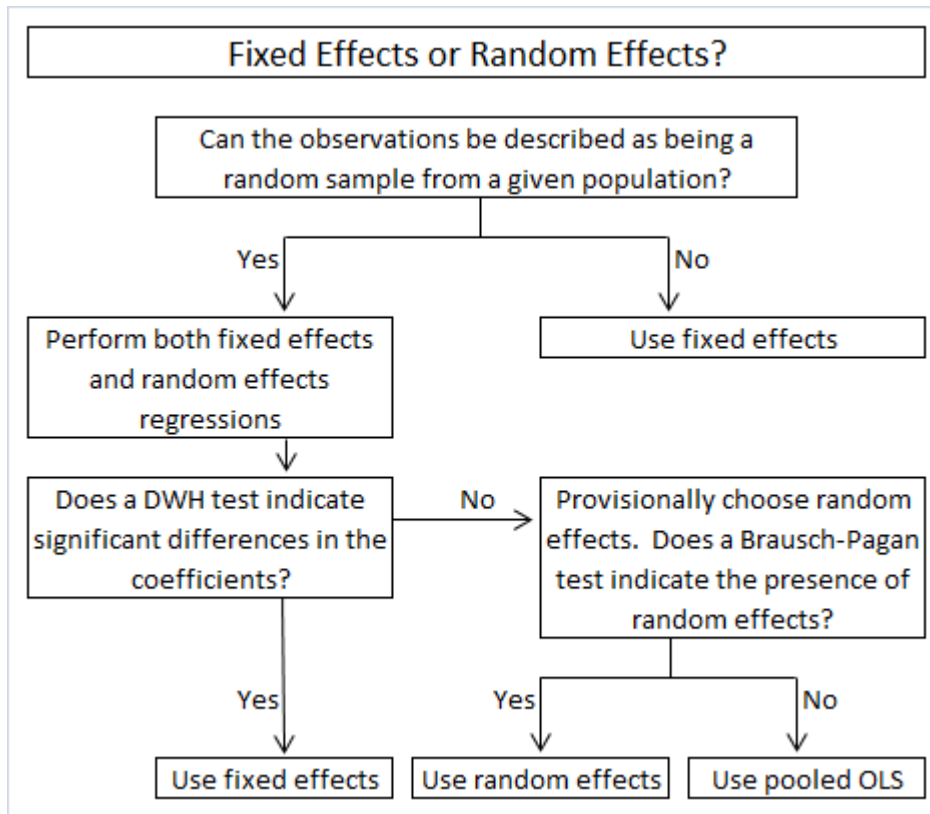 Fixed Effects or Random Effects?
Can the observations be described as being a
random sample from a given population?
Yes
No
Perform both fixed effects
and random effects
regressions
Use fixed effects
Does a DWH test indicate
significant differences in the
coefficients?
No
Provisionally choose random
effects.  Does a Brausch-Pagan
test indicate the presence of
random effects?
Yes
Yes
No
Use fixed effects
Use random effects
Use pooled OLS